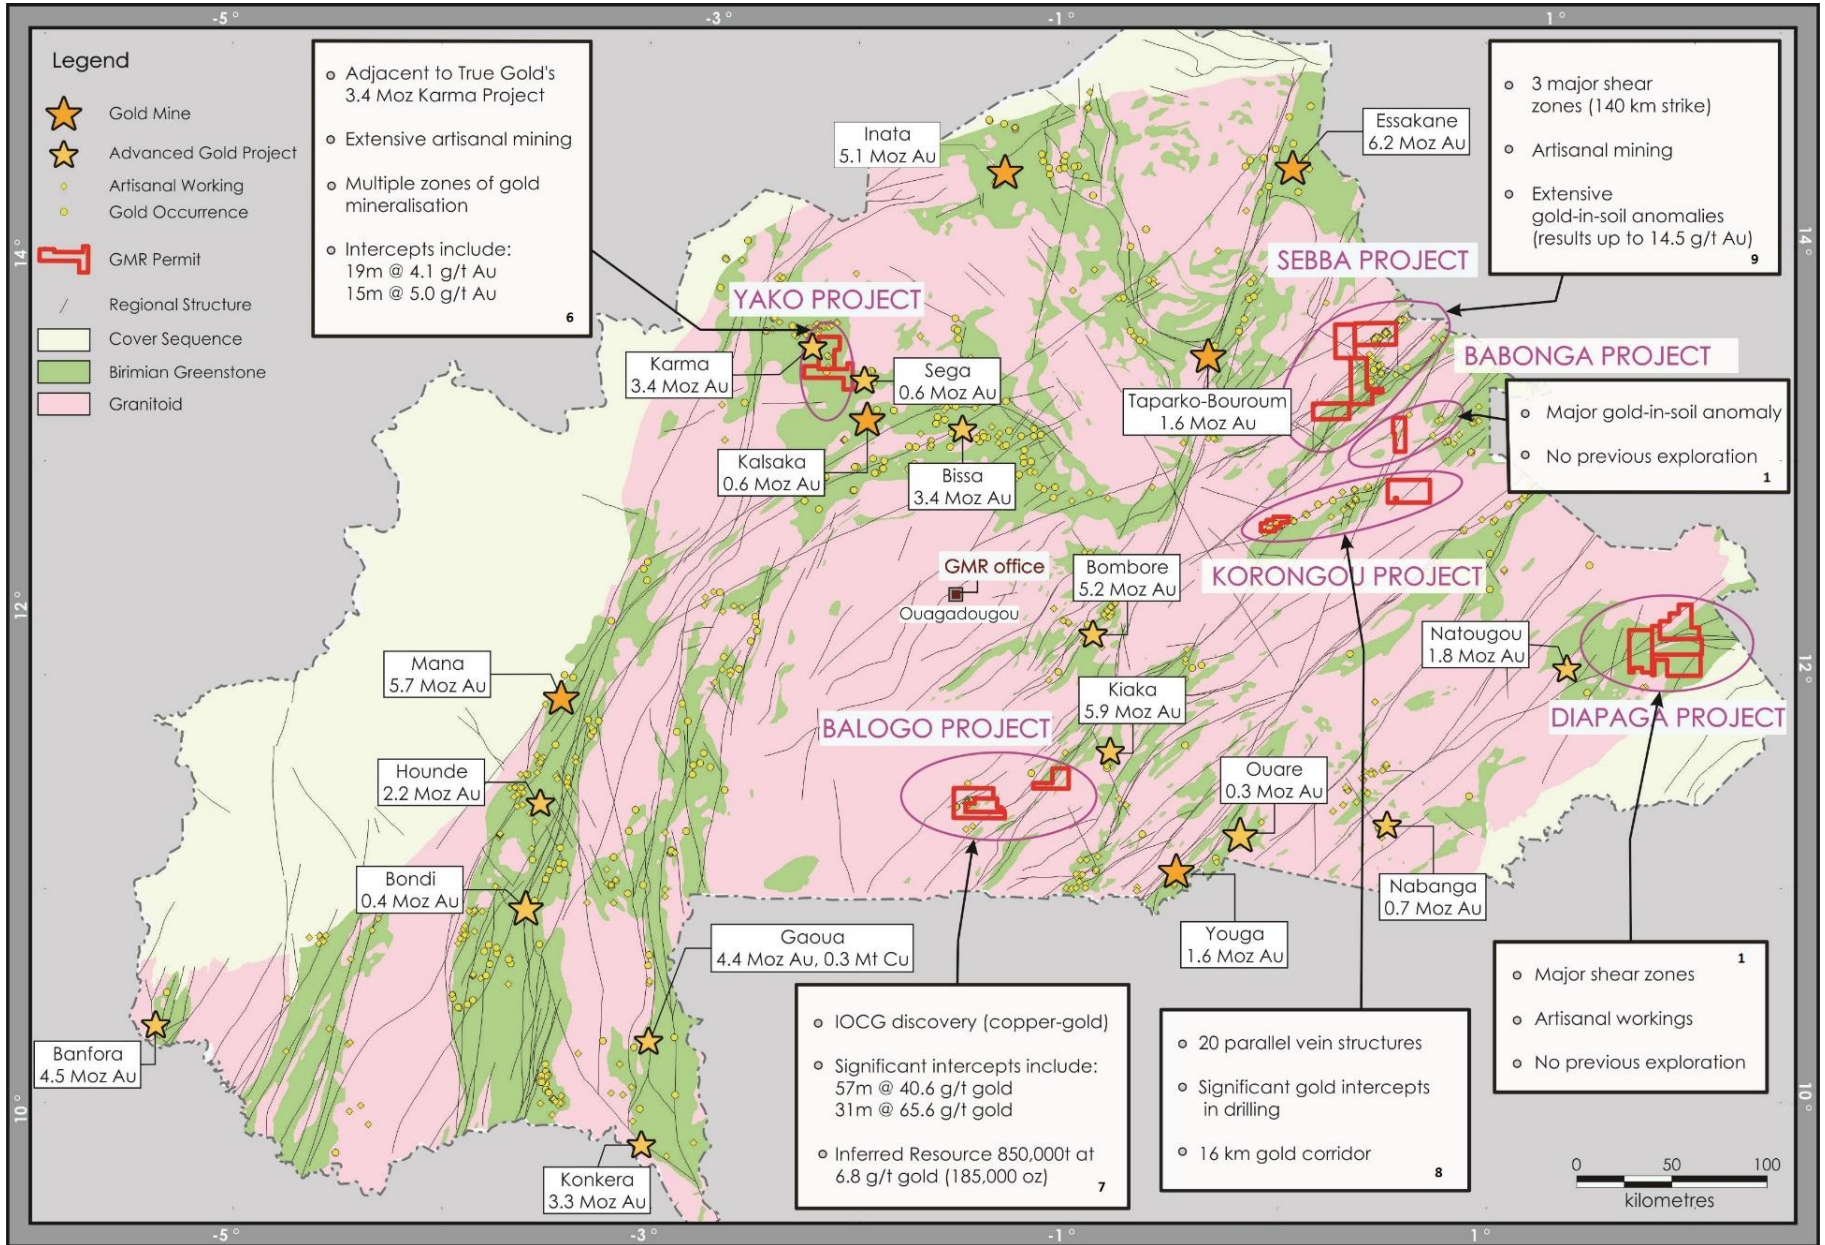 -5°
-3°
-1°
1°
Legend
Gold Mine
Advanced Gold Project
Artisanal Working
Gold Occurrence
GMR Permit
Regional Structure
Cover Sequence
Birimian Greenstone
Granitoid
Adjacent to True Gold's
3.4 Moz Karma Project
Extensive artisanal mining
Multiple zones of gold
mineralisation
Intercepts include:
19m @ 4.1 g/t Au
15m @ 5.0 g/t Au
6
Inata
5.1 Moz Au
Essakane
6.2 Moz Au
3 major shear
zones (140 km strike)
Artisanal mining
Extensive
gold-in-soil anomalies
(results up to 14.5 g/t Au)
9
14°
14°
SEBBA PROJECT
YAKO PROJECT
BABONGA PROJECT
Karma
3.4 Moz Au
Sega
0.6 Moz Au
Taparko-Bouroum
1.6 Moz Au
Major gold-in-soil anomaly
No previous exploration
1
Kalsaka
0.6 Moz Au
Bissa
3.4 Moz Au
GMR office
Ouagadougou
Bombore
5.2 Moz Au
KORONGOU PROJECT
12°
12°
Natougou
1.8 Moz Au
Mana
5.7 Moz Au
Kiaka
5.9 Moz Au
BALOGO PROJECT
DIAPAGA PROJECT
Hounde
2.2 Moz Au
Ouare
0.3 Moz Au
Bondi
0.4 Moz Au
Nabanga
0.7 Moz Au
Gaoua
4.4 Moz Au, 0.3 Mt Cu
Youga
1.6 Moz Au
1
Major shear zones
Artisanal workings
No previous exploration
IOCG discovery (copper-gold)
Significant intercepts include:
57m @ 40.6 g/t gold
31m @ 65.6 g/t gold
Inferred Resource 850,000t at
6.8 g/t gold (185,000 oz)
7
20 parallel vein structures
Significant gold intercepts
in drilling
16 km gold corridor
8
Banfora
4.5 Moz Au
10°
10°
Konkera
3.3 Moz Au
0 50 100
kilometres
-5°
-3°
-1°
1°